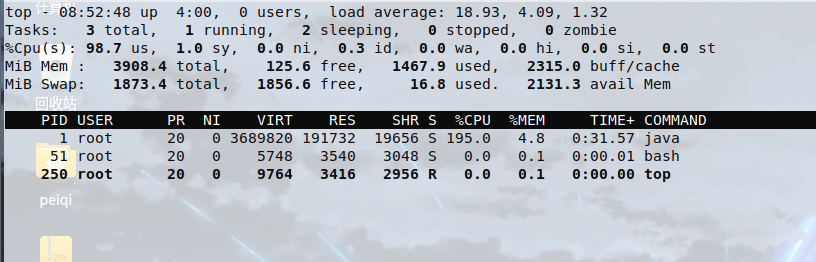 top - 08:52:48 up  4:00,  0 users,  load average: 18.93, 4.09, 1.32
Tasks:   3 total,   1 running,   2 sleeping,   0 stopped,   0 zombie
%Cpu(s): 98.7 us,  1.0 sy,  0.0 ni,  0.3 id,  0.0 wa,  0.0 hi,  0.0 si,  0.0 st
MiB Mem :   3908.4 total,    125.6 free,   1467.9 used,   2315.0 buff/cache
MiB Swap:   1873.4 total,   1856.6 free,     16.8 used.   2131.3 avail Mem
回收站
PID USER      PR  NI    VIRT    RES    SHR S  %CPU  %MEM     TIME+ COMMAND
1 root      20   0 3689820 191732  19656 S 195.0   4.8   0:31.57 java
51 root      20   0    5748   3540   3048 S   0.0   0.1   0:00.01 bash
250 root      20   0    9764   3416   2956 R   0.0   0.1   0:00.00 top
peiqi
ZIP